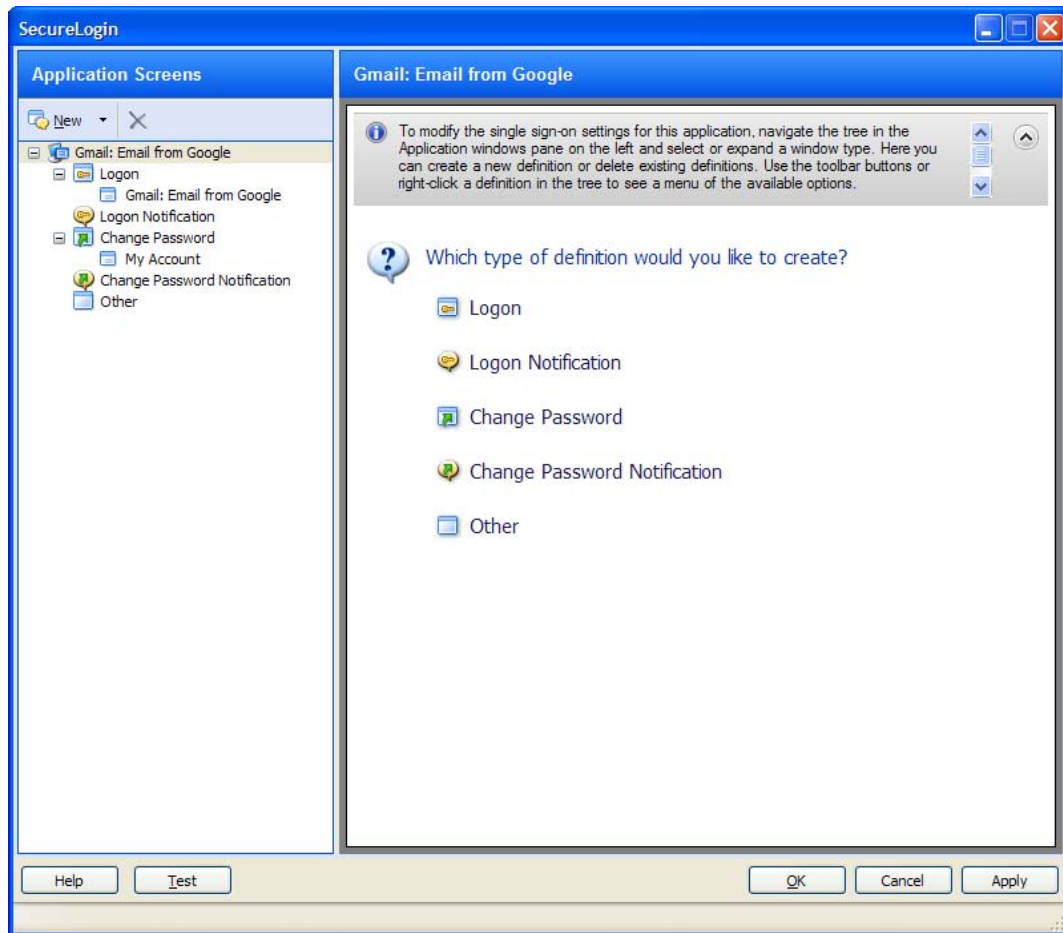 SecureLogin
Application Screens
New
Gmail: Email from Google
Logon
Gmail: Email from Google
Logon Notification
Change Password
My Account
Change Password Notification
Other
Gmail: Email from Google
To modify the single sign-on settings for this application, navigate the tree in the
Application windows pane on the left and select or expand a window type. Here you
can create a new definition or delete existing definitions. Use the toolbar buttons or
right-click a definition in the tree to see a menu of the available options.
Which type of definition would you like to create?
Logon
Logon Notification
Change Password
Change Password Notification
Other
Help
Test
OK
Cancel
Apply